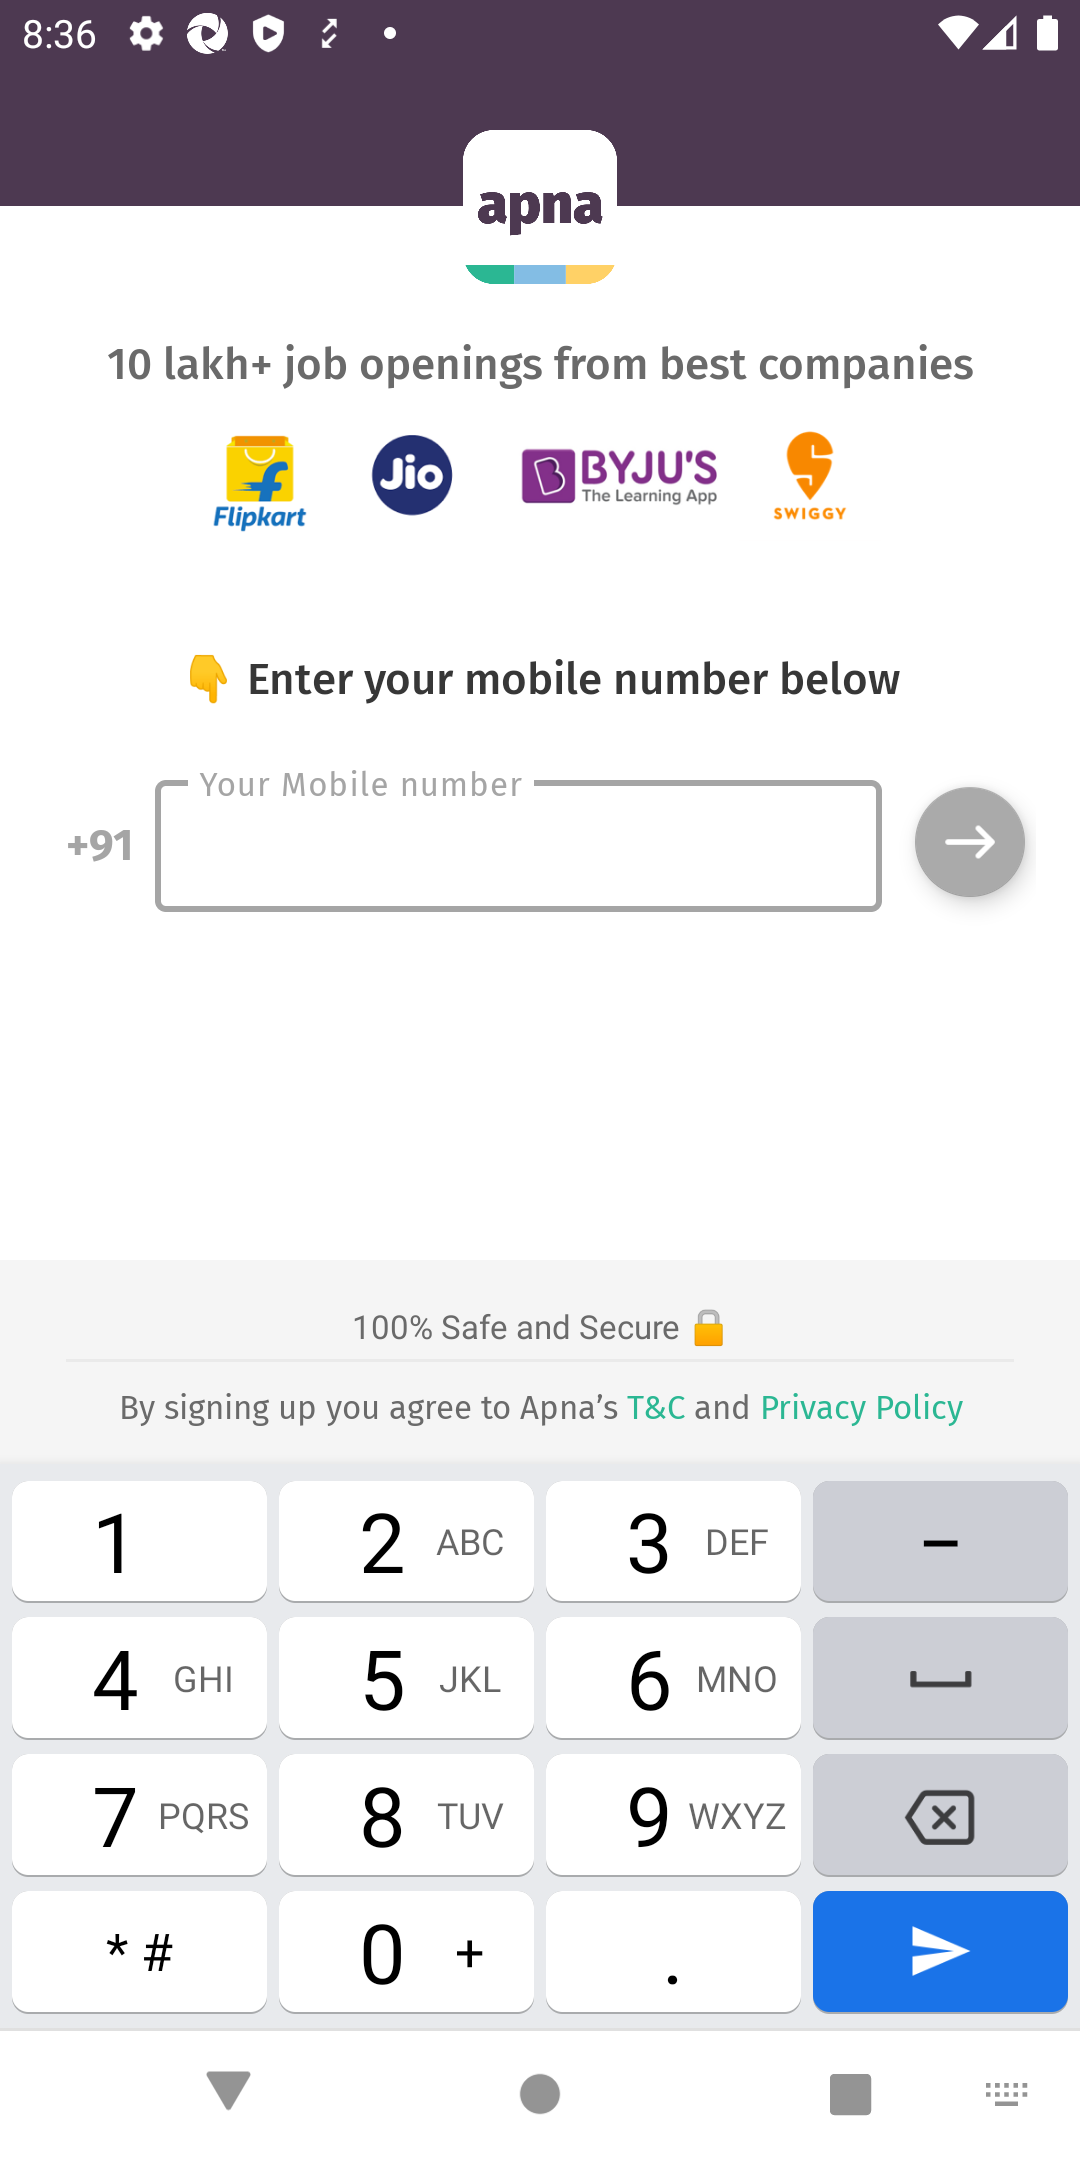 8:36
apna
10 lakh+ job openings from best companies
Flipkart
Jio
BYJU'S
The Learning App
SWIGGY
👇 Enter your mobile number below
Your Mobile number
+91
100% Safe and Secure 🔒
By signing up you agree to Apna’s T&C and Privacy Policy
1
2 ABC
3 DEF
–
4 GHI
5 JKL
6 MNO
7 PQRS
8 TUV
9 WXYZ
* #
0 +
.